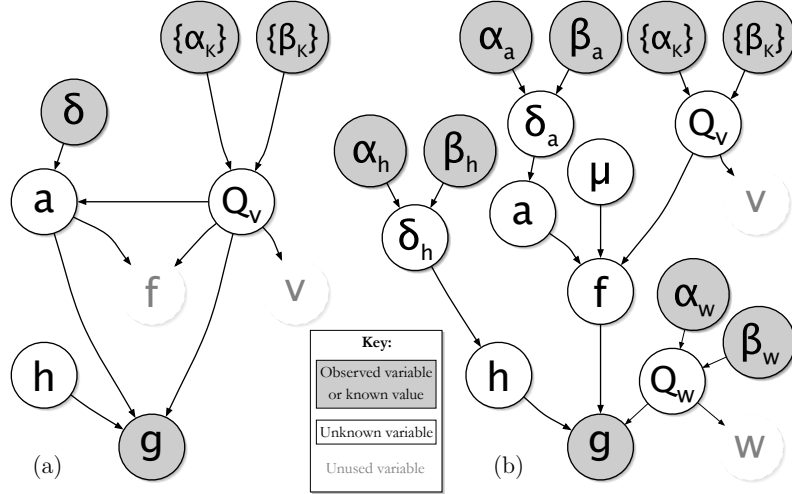 {α_K}
{β_K}
δ
a
Q_v
f
v
h
g
(a)
Key:
Observed variable
or known value
Unknown variable
Unused variable
α_a
β_a
{α_K}
{β_K}
δ_a
Q_v
α_h
β_h
μ
v
a
δ_h
f
α_w
β_w
h
Q_w
g
w
(b)